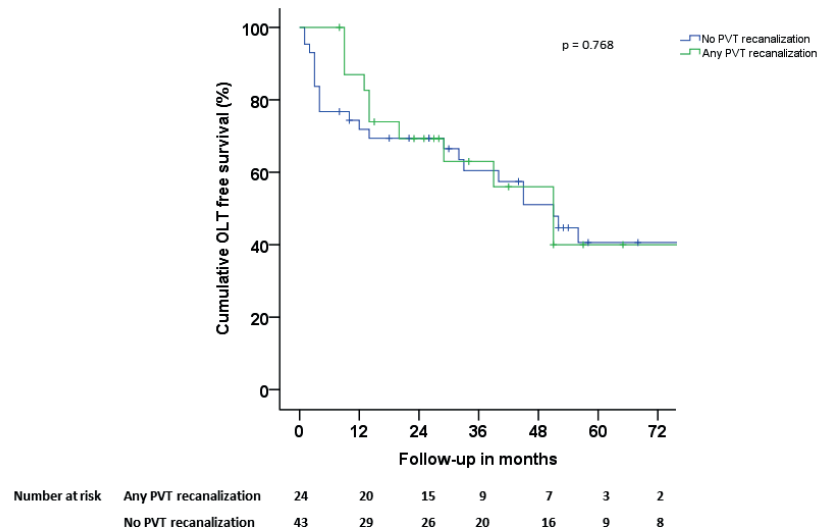 p = 0.768
No PVT recanalization
Any PVT recanalization
Cumulative OLT free survival (%)
100
80
60
40
20
0
0 12 24 36 48 60 72
Follow-up in months
Number at risk Any PVT recanalization 24 20 15 9 7 3 2
No PVT recanalization 43 29 26 20 16 9 8